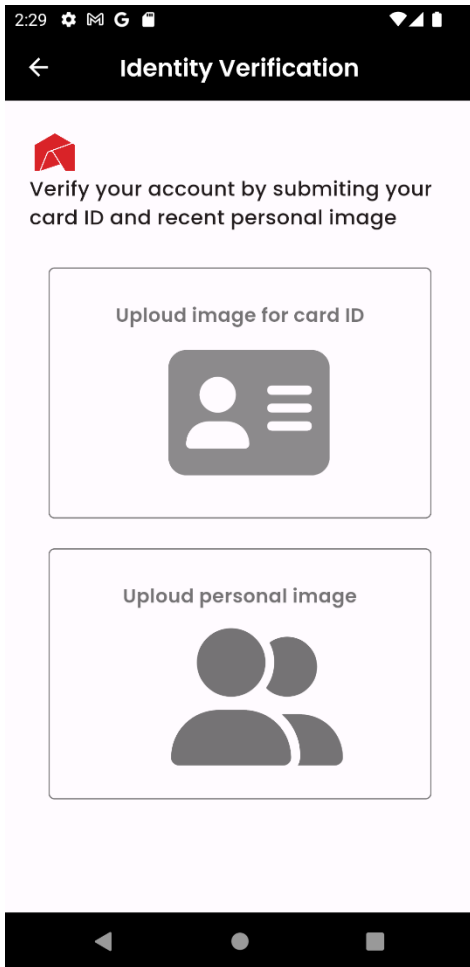 2:29
Identity Verification
Verify your account by submiting your
card ID and recent personal image
Uploud image for card ID
Uploud personal image